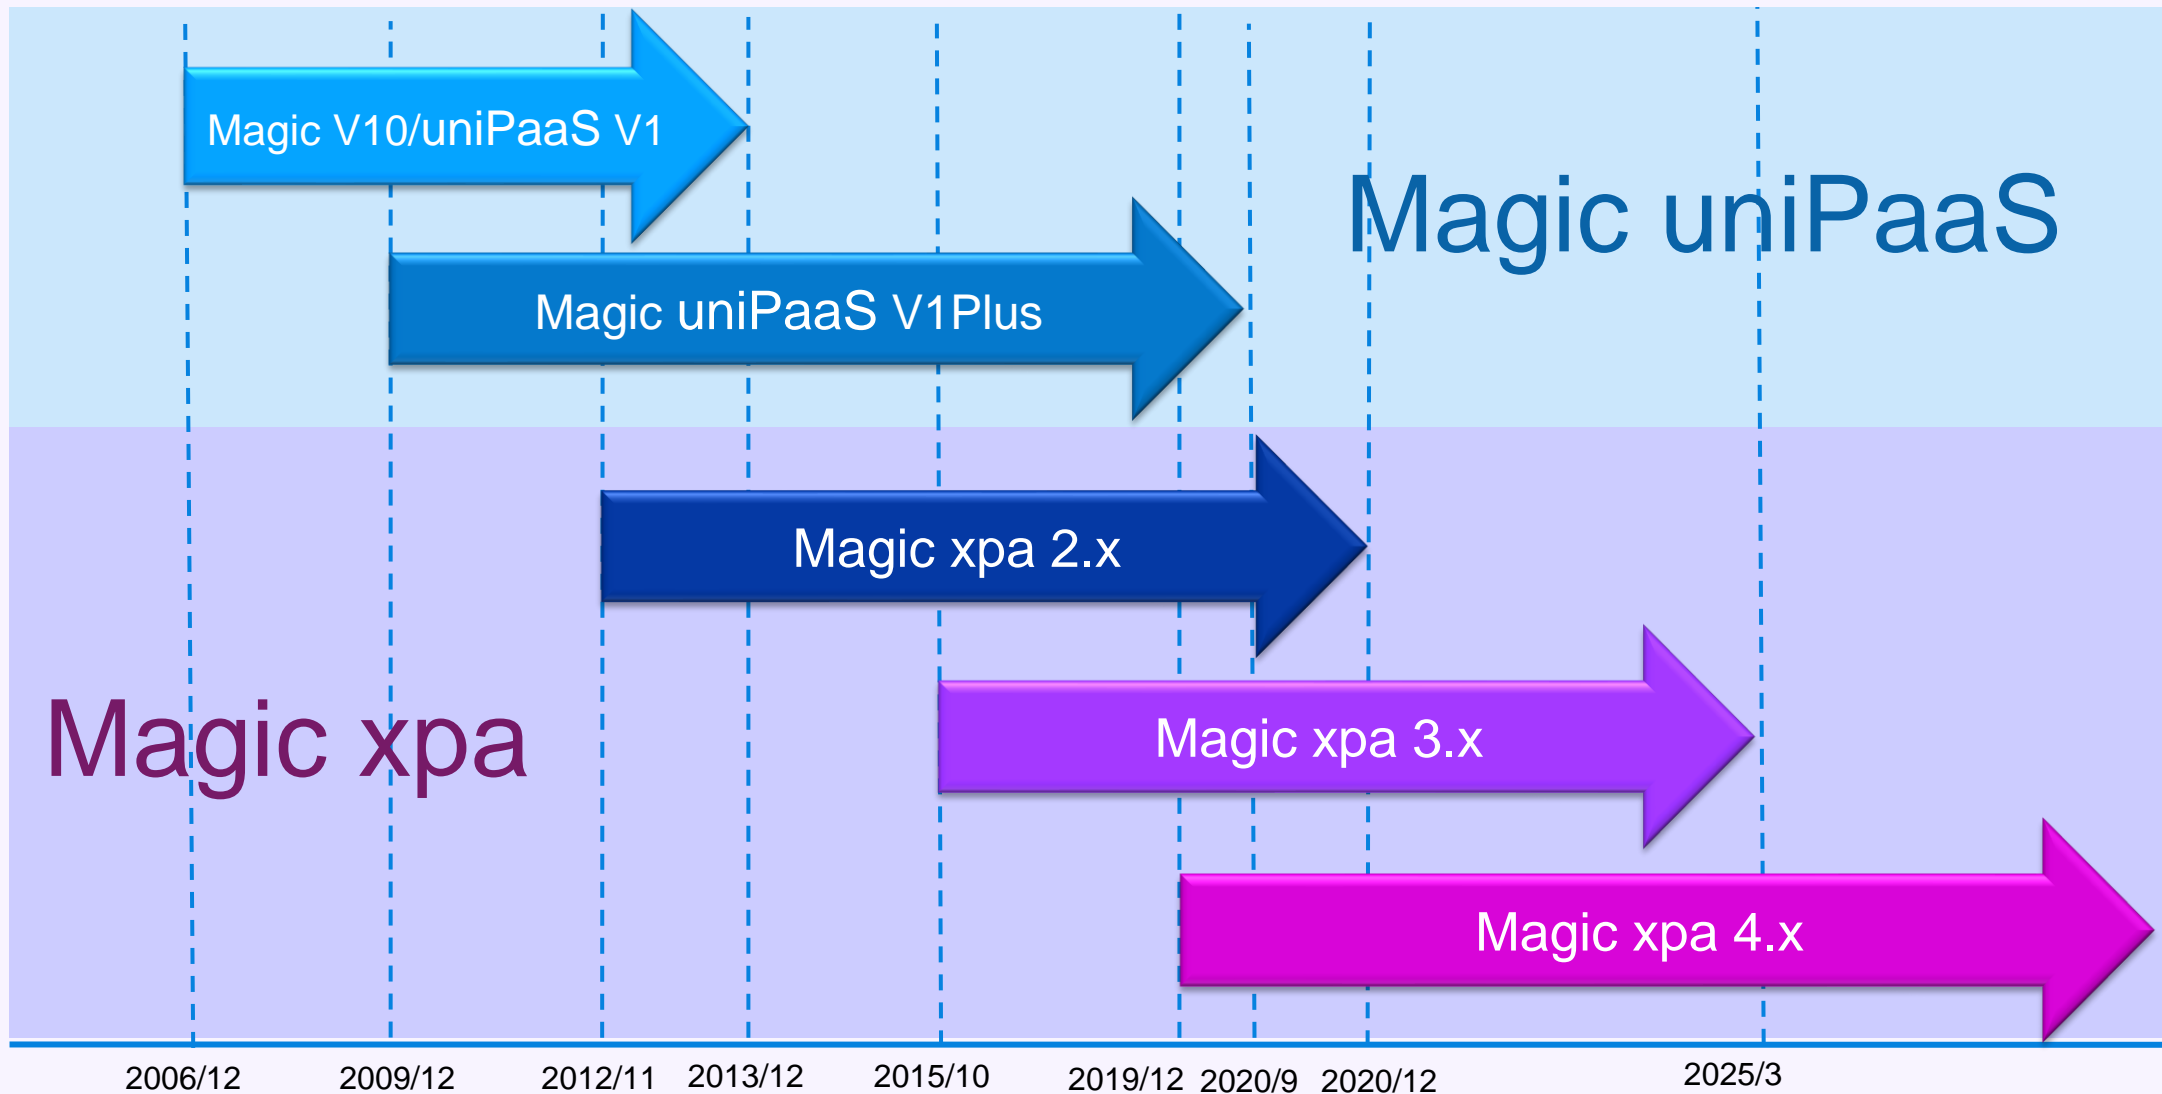 Magic V10/uniPaaS V1
Magic uniPaaS
Magic uniPaaS V1Plus
Magic xpa 2.x
Magic xpa
Magic xpa 3.x
Magic xpa 4.x
2006/12 2009/12 2012/11 2013/12 2015/10 2019/12 2020/9 2020/12 2025/3